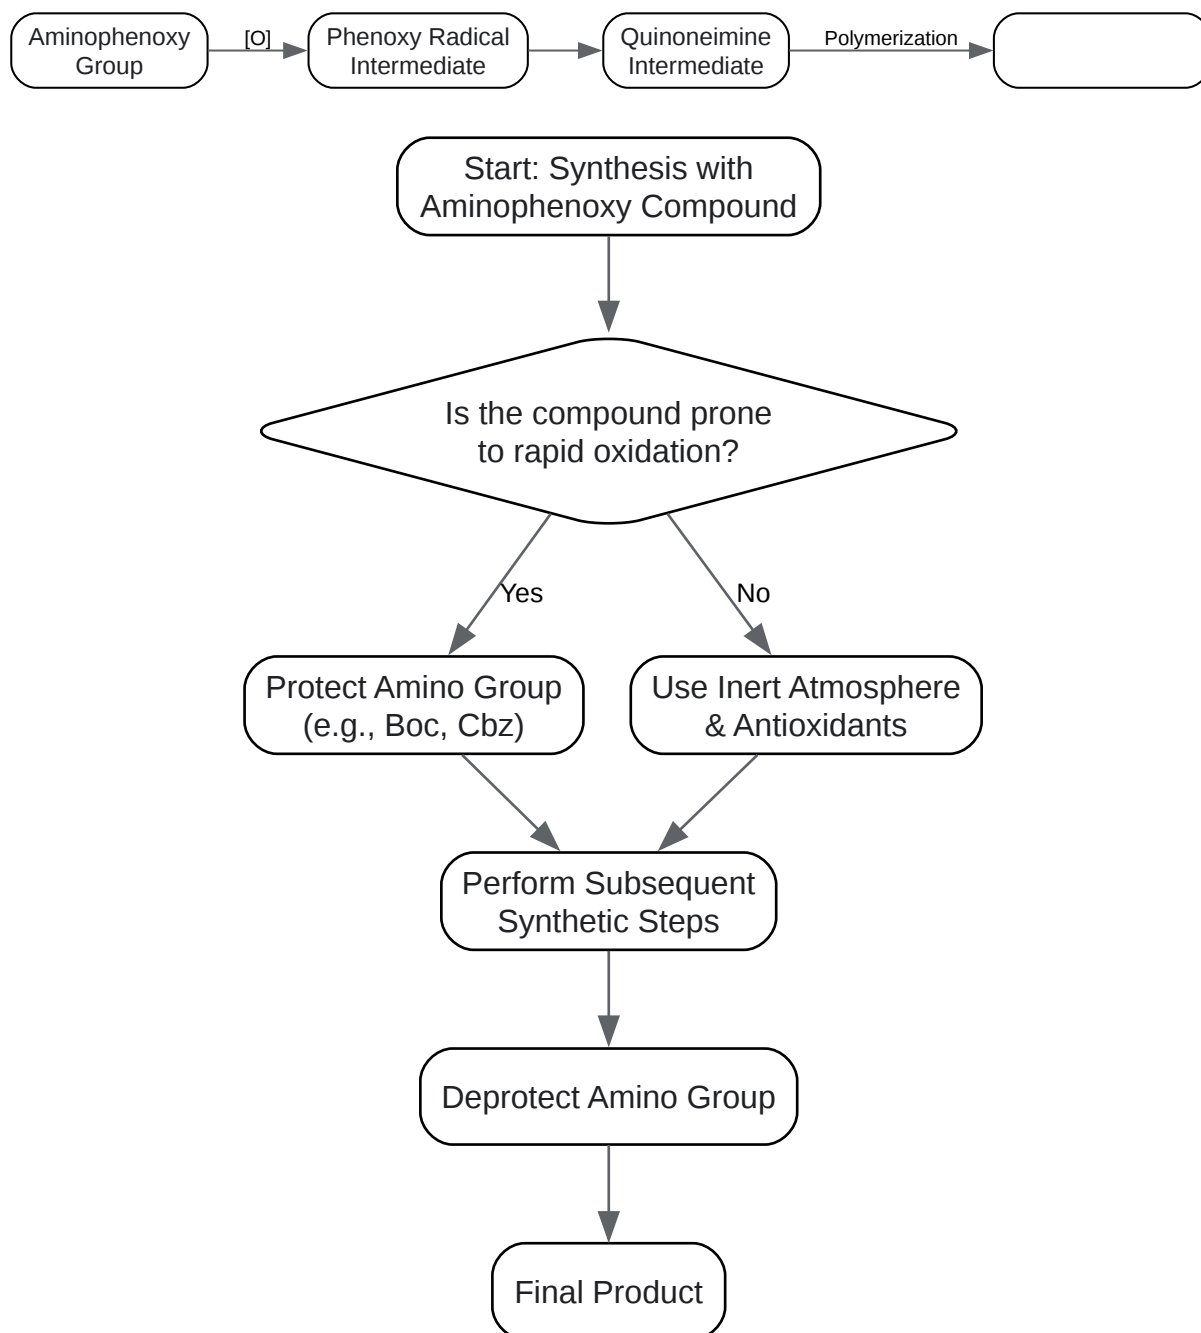 Aminophenoxy
Group
[O]
Phenoxy Radical
Intermediate
Quinoneimine
Intermediate
Polymerization
Start: Synthesis with
Aminophenoxy Compound
Is the compound prone
to rapid oxidation?
Yes
No
Protect Amino Group
(e.g., Boc, Cbz)
Use Inert Atmosphere
& Antioxidants
Perform Subsequent
Synthetic Steps
Deprotect Amino Group
Final Product